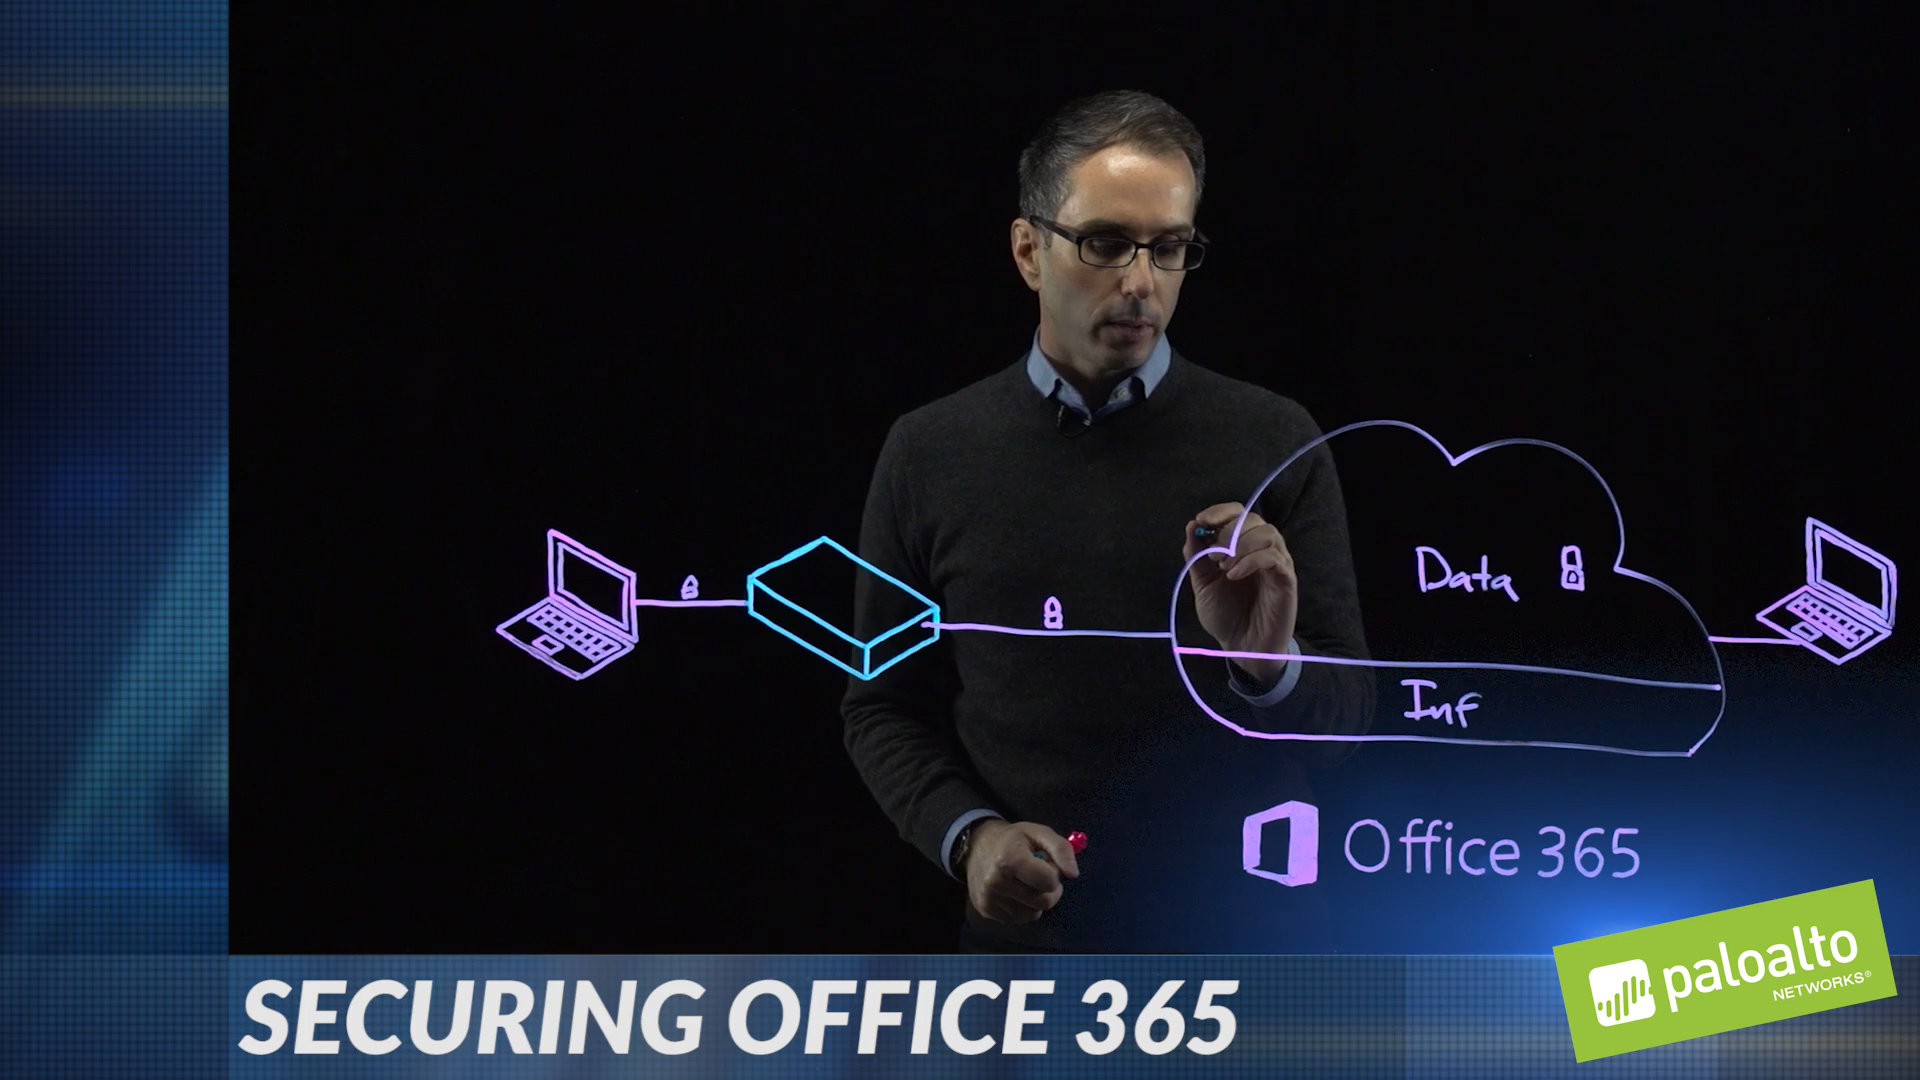 Data
Inf
Office 365
SECURING OFFICE 365
paloalto
NETWORKS®